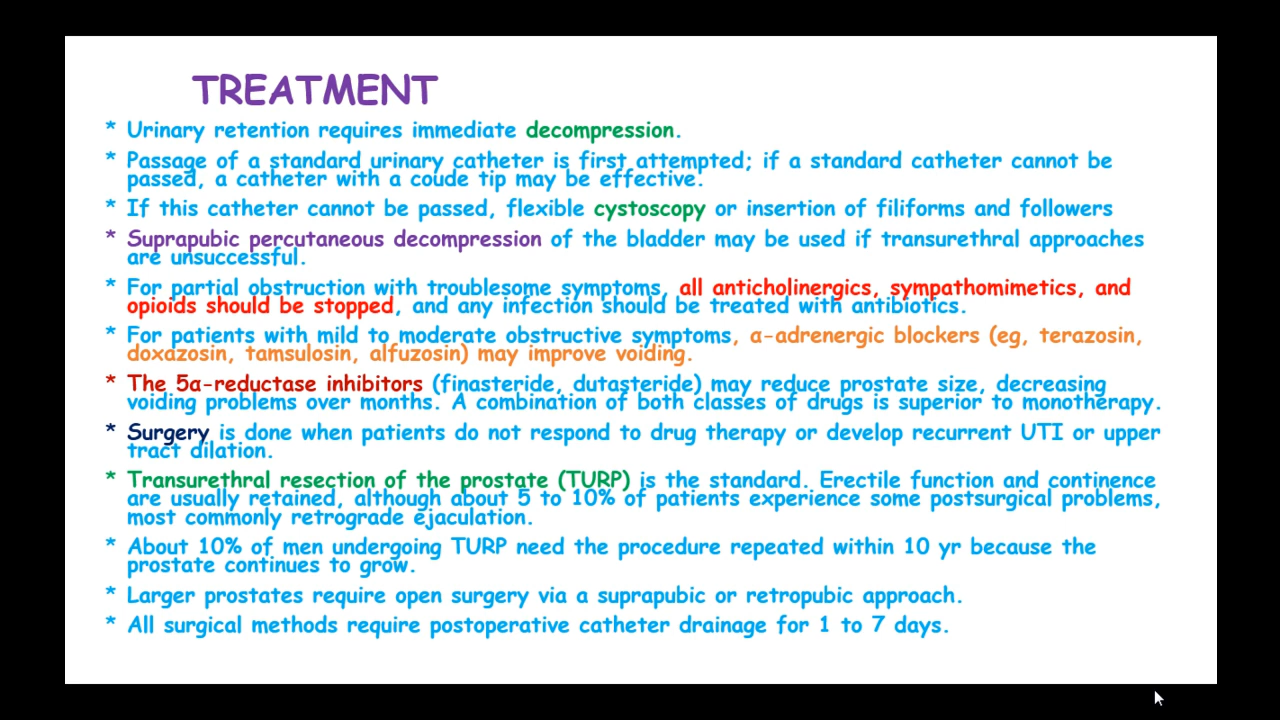 TREATMENT
* Urinary retention requires immediate decompression.
* Passage of a standard urinary catheter is first attempted; if a standard catheter cannot be
passed, a catheter with a coude tip may be effective.
* If this catheter cannot be passed, flexible cystoscopy or insertion of filiforms and followers
* Suprapubic percutaneous decompression of the bladder may be used if transurethral approaches
are unsuccessful.
* For partial obstruction with troublesome symptoms, all anticholinergics, sympathomimetics, and
opioids should be stopped, and any infection should be treated with antibiotics.
* For patients with mild to moderate obstructive symptoms, α-adrenergic blockers (eg, terazosin,
doxazosin, tamsulosin, alfuzosin) may improve voiding.
* The 5α-reductase inhibitors (finasteride, dutasteride) may reduce prostate size, decreasing
voiding problems over months. A combination of both classes of drugs is superior to monotherapy.
* Surgery is done when patients do not respond to drug therapy or develop recurrent UTI or upper
tract dilation.
* Transurethral resection of the prostate (TURP) is the standard. Erectile function and continence
are usually retained, although about 5 to 10% of patients experience some postsurgical problems,
most commonly retrograde ejaculation.
* About 10% of men undergoing TURP need the procedure repeated within 10 yr because the
prostate continues to grow.
* Larger prostates require open surgery via a suprapubic or retropubic approach.
* All surgical methods require postoperative catheter drainage for 1 to 7 days.